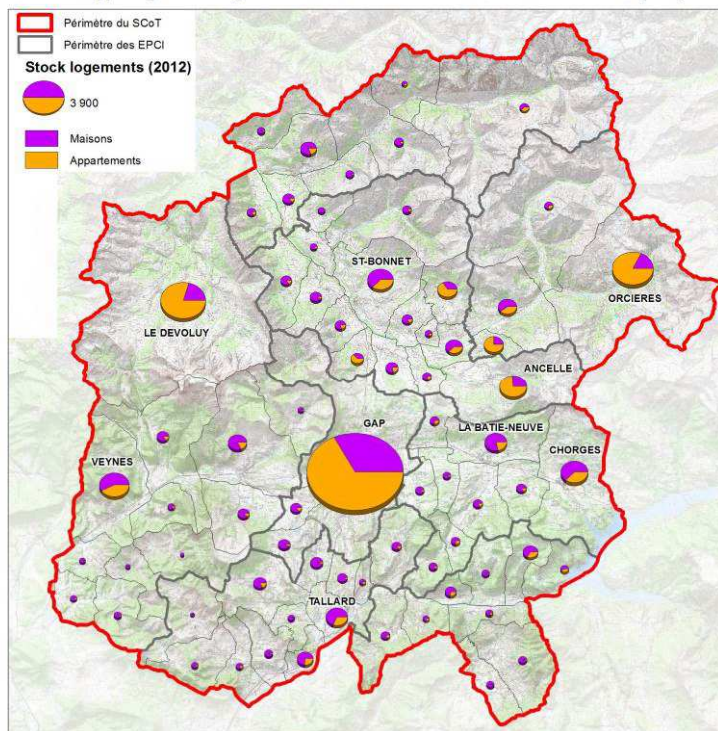 Périmètre du SCoT
Périmètre des EPCI
Stock logements (2012)
3 900
Maisons
Appartements
ST-BONNET
ORCIERES
LE DEVOLUY
ANCELLE
GAP
LA BATIE-NEUVE
CHORGES
VEYNES
TALLARD